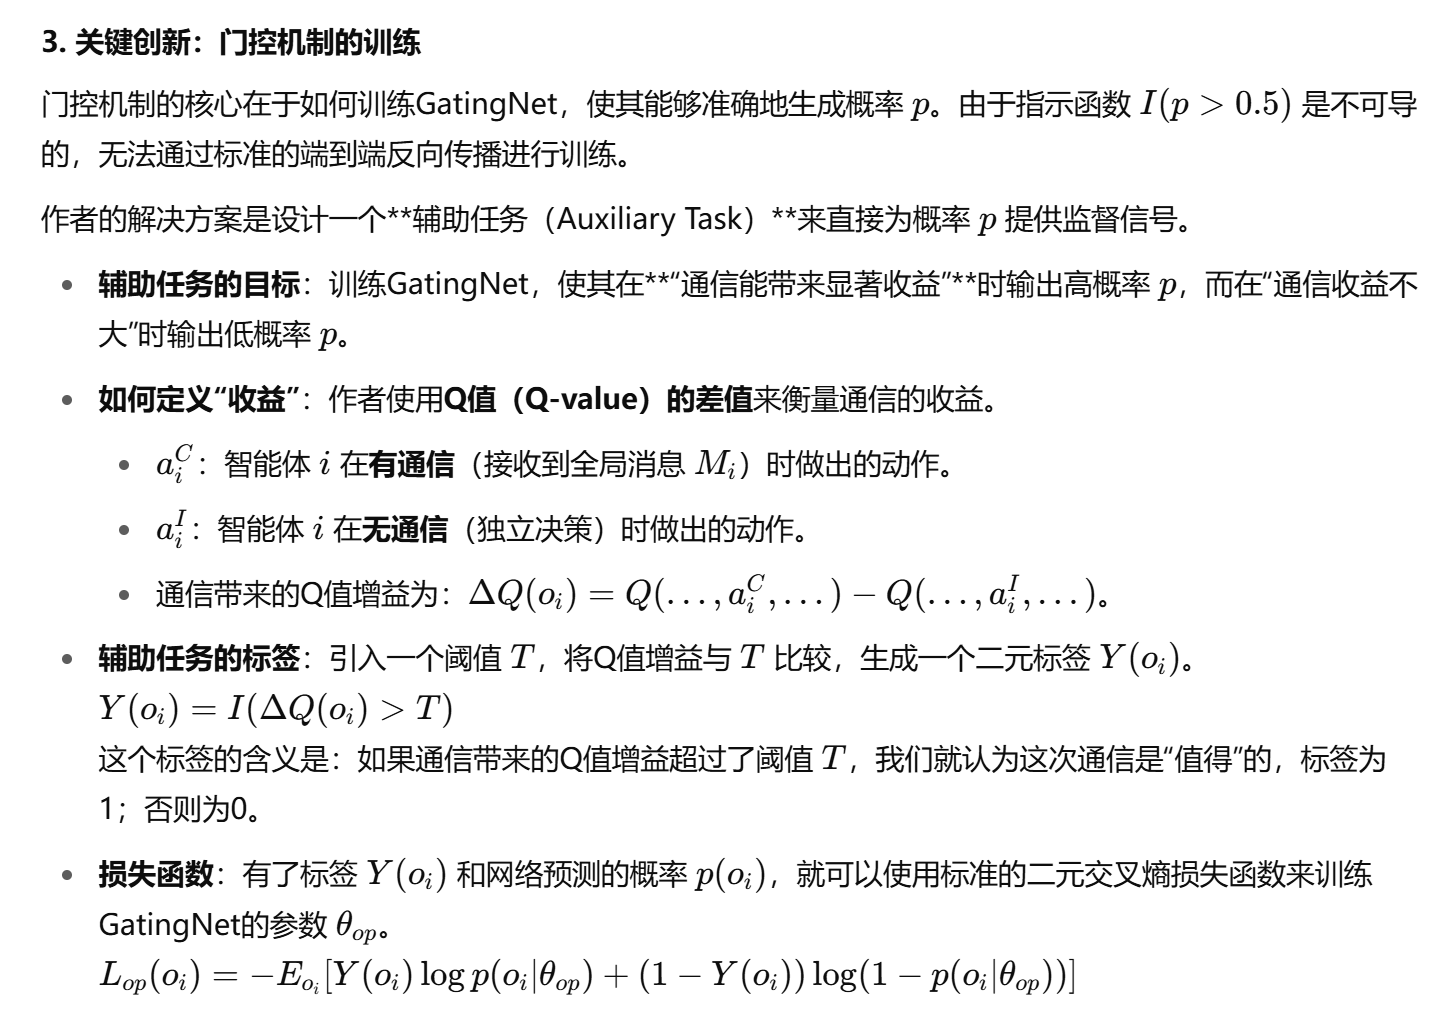 3. 关键创新：门控机制的训练
门控机制的核心在于如何训练GatingNet，使其能够准确地生成概率 p。由于指示函数 I(p > 0.5) 是不可导
的，无法通过标准的端到端反向传播进行训练。
作者的解决方案是设计一个**辅助任务（Auxiliary Task）**来直接为概率 p 提供监督信号。
• 辅助任务的目标：训练GatingNet，使其在**“通信能带来显著收益”**时输出高概率 p，而在“通信收益不
大”时输出低概率 p。
• 如何定义“收益”：作者使用Q值（Q-value）的差值来衡量通信的收益。
• a_i^C：智能体 i 在有通信（接收到全局消息 M_i）时做出的动作。
• a_i^I：智能体 i 在无通信（独立决策）时做出的动作。
• 通信带来的Q值增益为：ΔQ(o_i) = Q(…, a_i^C, …) − Q(…, a_i^I, …)。
• 辅助任务的标签：引入一个阈值 T，将Q值增益与 T 比较，生成一个二元标签 Y(o_i)。
Y(o_i) = I(ΔQ(o_i) > T)
这个标签的含义是：如果通信带来的Q值增益超过了阈值 T，我们就认为这次通信是“值得”的，标签为
1；否则为0。
• 损失函数：有了标签 Y(o_i) 和网络预测的概率 p(o_i)，就可以使用标准的二元交叉熵损失函数来训练
GatingNet的参数 θ_op。
L_op(o_i) = −E_{o_i}[Y(o_i) log p(o_i|θ_op) + (1 − Y(o_i)) log(1 − p(o_i|θ_op))]